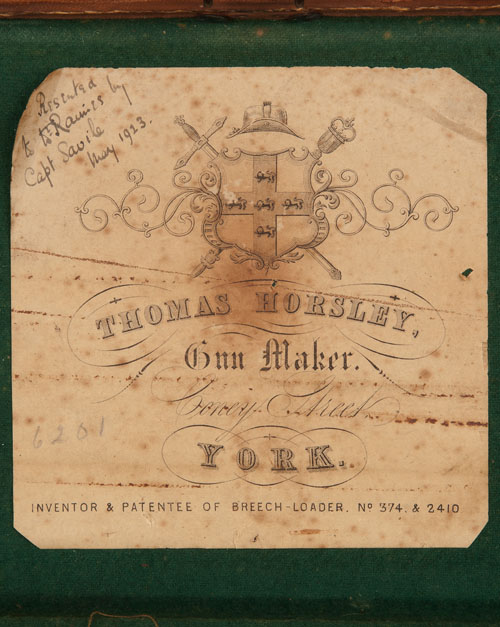 Presented by
to Dr Raines
Capt Savile
May 1923.
THOMAS HORSLEY,
Gun Maker.
Coney Street
YORK.
6201
INVENTOR & PATENTEE OF BREECH-LOADER. No 374. & 2410